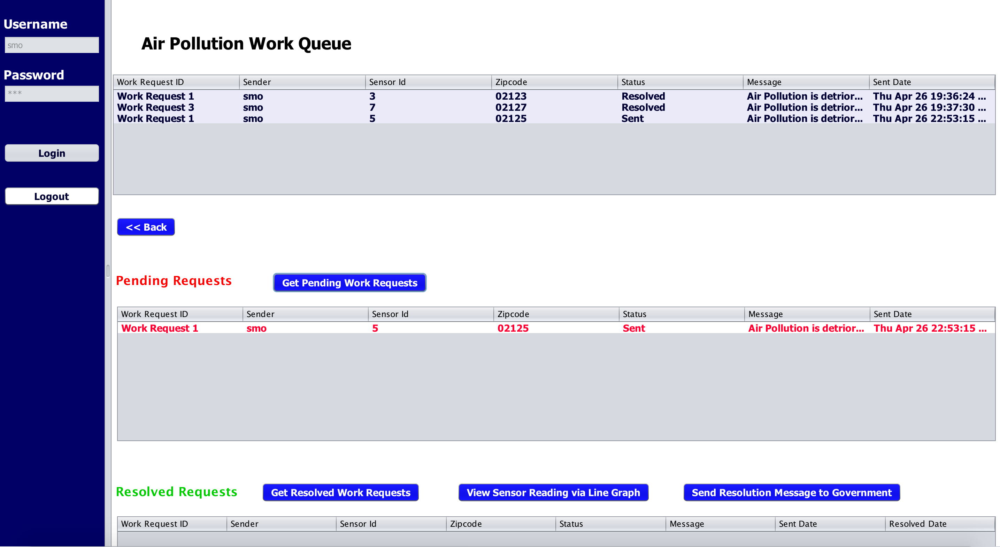 Username
smo
Password
***
Login
Logout
Air Pollution Work Queue
Work Request ID Sender Sensor Id Zipcode Status Message Sent Date
Work Request 1 smo 3 02123 Resolved Air Pollution is detrior... Thu Apr 26 19:36:24 ...
Work Request 3 smo 7 02127 Resolved Air Pollution is detrior... Thu Apr 26 19:37:30 ...
Work Request 1 smo 5 02125 Sent Air Pollution is detrior... Thu Apr 26 22:53:15 ...
<< Back
Pending Requests Get Pending Work Requests
Work Request ID Sender Sensor Id Zipcode Status Message Sent Date
Work Request 1 smo 5 02125 Sent Air Pollution is detrior... Thu Apr 26 22:53:15 ...
Resolved Requests Get Resolved Work Requests View Sensor Reading via Line Graph Send Resolution Message to Government
Work Request ID Sender Sensor Id Zipcode Status Message Sent Date Resolved Date